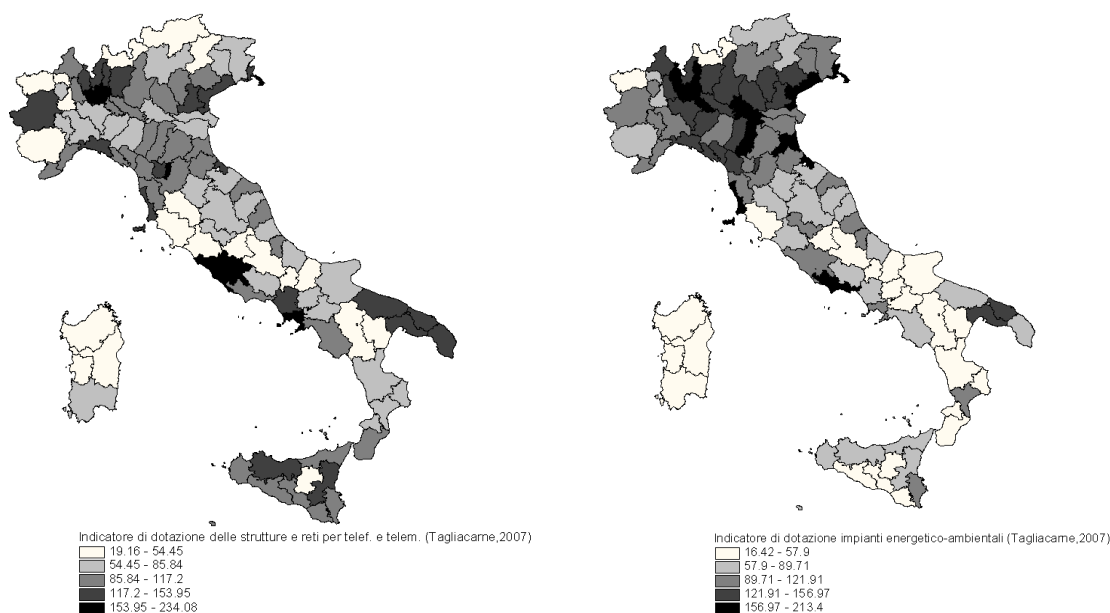 Indicatore di dotazione delle strutture e reti per telef. e telem. (Tagliacarne,2007)
19.16 - 54.45
54.45 - 85.84
85.84 - 117.2
117.2 - 153.95
153.95 - 234.08
Indicatore di dotazione impianti energetico-ambientali (Tagliacarne,2007)
16.42 - 57.9
57.9 - 89.71
89.71 - 121.91
121.91 - 156.97
156.97 - 213.4